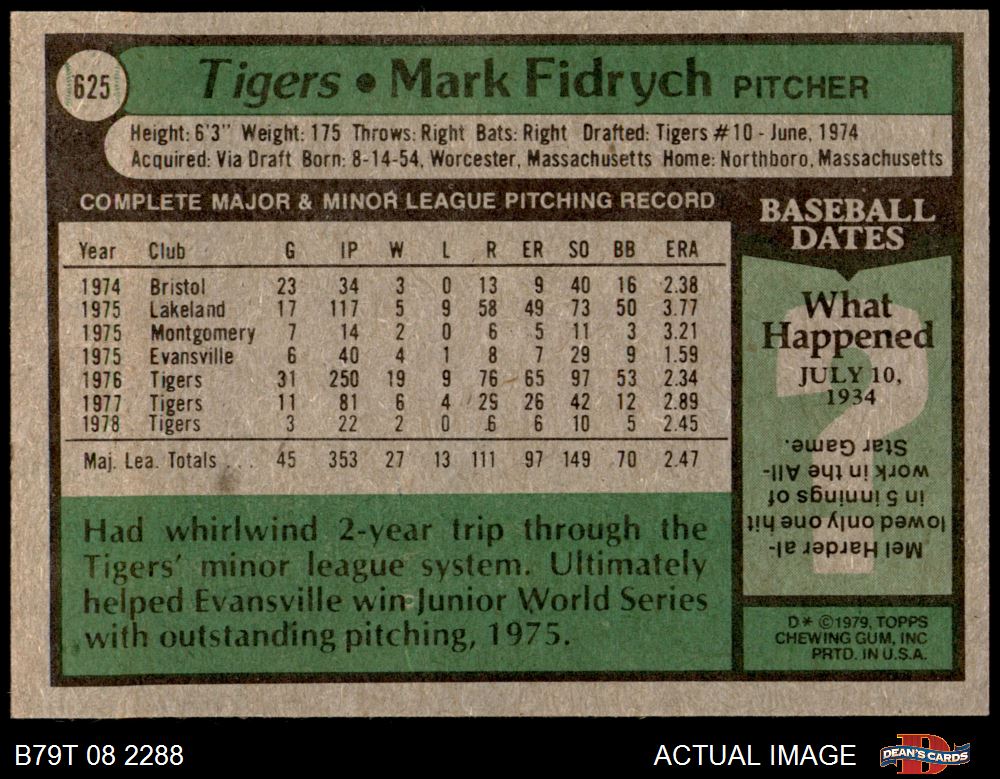 625
Tigers • Mark Fidrych PITCHER
Height: 6'3" Weight: 175 Throws: Right Bats: Right Drafted: Tigers #10 - June, 1974
Acquired: Via Draft Born: 8-14-54, Worcester, Massachusetts Home: Northboro, Massachusetts
COMPLETE MAJOR & MINOR LEAGUE PITCHING RECORD
Year Club G IP W L R ER SO BB ERA
1974 Bristol 23 34 3 0 13 9 40 16 2.38
1975 Lakeland 17 117 5 9 58 49 73 50 3.77
1975 Montgomery 7 14 2 0 6 5 11 3 3.21
1975 Evansville 6 40 4 1 8 7 29 9 1.59
1976 Tigers 31 250 19 9 76 65 97 53 2.34
1977 Tigers 11 81 6 4 29 26 42 12 2.89
1978 Tigers 3 22 2 0 6 6 10 5 2.45
Maj. Lea. Totals . . . 45 353 27 13 111 97 149 70 2.47
Had whirlwind 2-year trip through the
Tigers' minor league system. Ultimately
helped Evansville win Junior World Series
with outstanding pitching, 1975.
BASEBALL
DATES
What
Happened
JULY 10,
1934
?
Mel Harder al-
lowed only one hit
in 5 innings of
work in the All-
Star Game.
D* ©1979, TOPPS
CHEWING GUM, INC
PRTD. IN U.S.A.
B79T 08 2288
ACTUAL IMAGE
DEAN'S CARDS